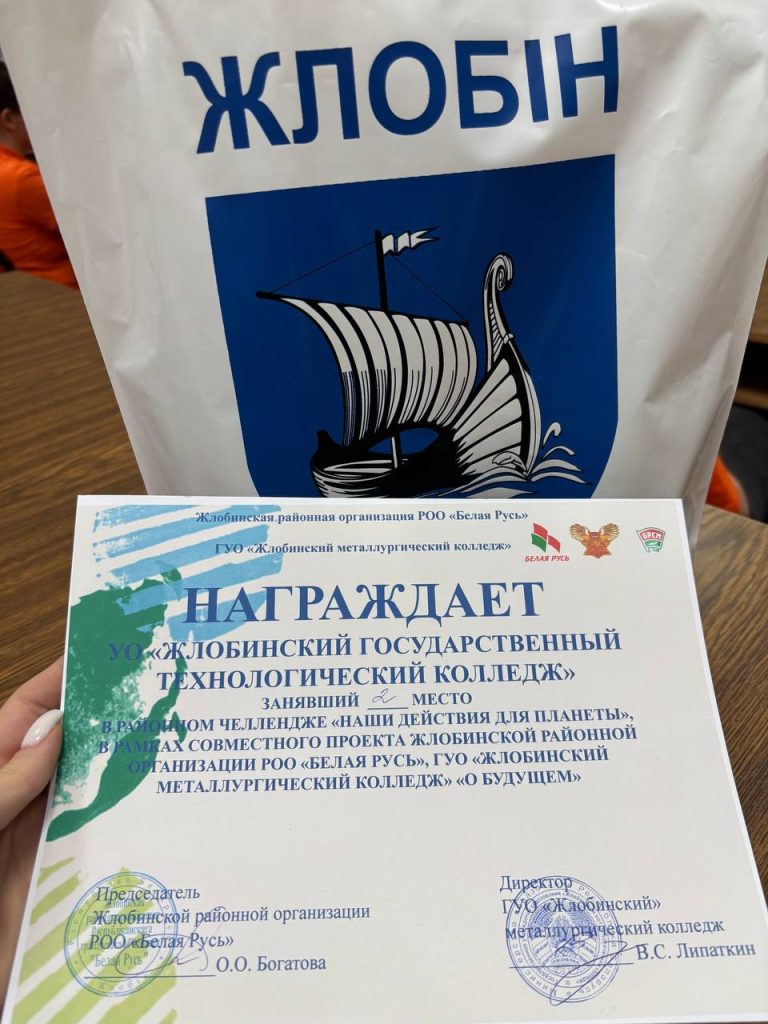 ЖЛОБІН
Жлобинская районная организация РОО «Белая Русь»
ГУО «Жлобинский металлургический колледж»
БЕЛАЯ РУСЬ
БРСМ
НАГРАЖДАЕТ
УО «ЖЛОБИНСКИЙ ГОСУДАРСТВЕННЫЙ
ТЕХНОЛОГИЧЕСКИЙ КОЛЛЕДЖ»
ЗАНЯВШИЙ 2 МЕСТО
В РАЙОННОМ ЧЕЛЛЕНДЖЕ «НАШИ ДЕЙСТВИЯ ДЛЯ ПЛАНЕТЫ»,
В РАМКАХ СОВМЕСТНОГО ПРОЕКТА ЖЛОБИНСКОЙ РАЙОННОЙ
ОРГАНИЗАЦИИ РОО «БЕЛАЯ РУСЬ», ГУО «ЖЛОБИНСКИЙ
МЕТАЛЛУРГИЧЕСКИЙ КОЛЛЕДЖ» «О БУДУЩЕМ»
Председатель
Жлобинской районной организации
РОО «Белая Русь»
О.О. Богатова
"Белая Русь"
Директор
ГУО «Жлобинский»
металлургический колледж»
В.С. Липаткин